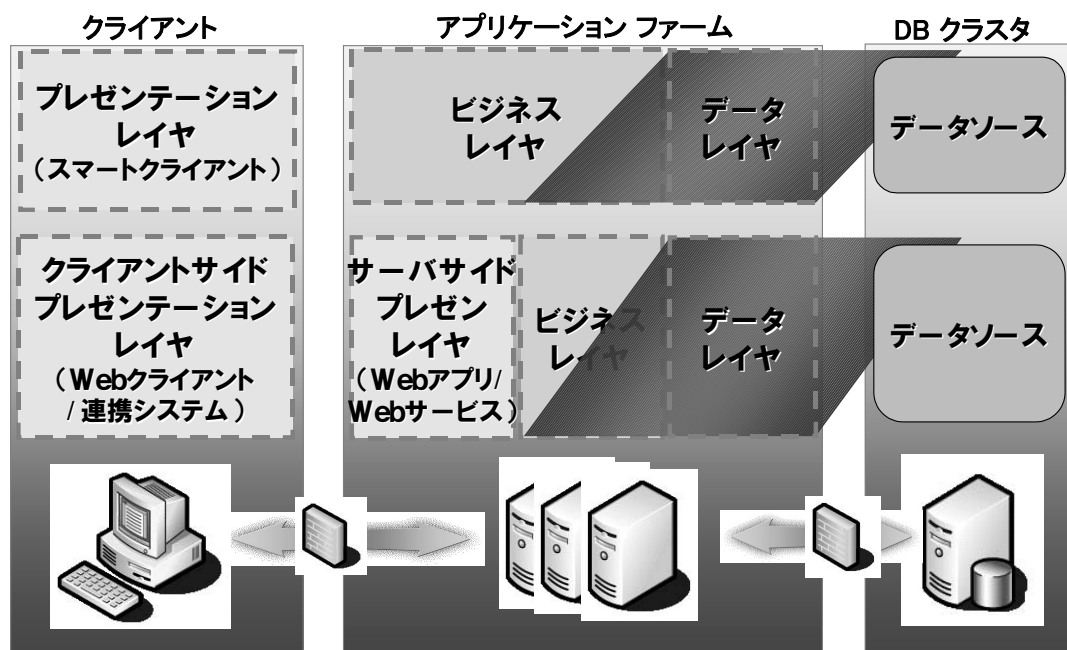 クライアント
アプリケーション ファーム
DB クラスタ
プレゼンテーション
レイヤ
（スマートクライアント）
ビジネス
レイヤ
データ
レイヤ
データソース
クライアントサイド
プレゼンテーション
レイヤ
（Webクライアント
/ 連携システム）
サーバサイド
プレゼン
レイヤ
（Webアプリ/
Webサービス）
ビジネス
レイヤ
データ
レイヤ
データソース